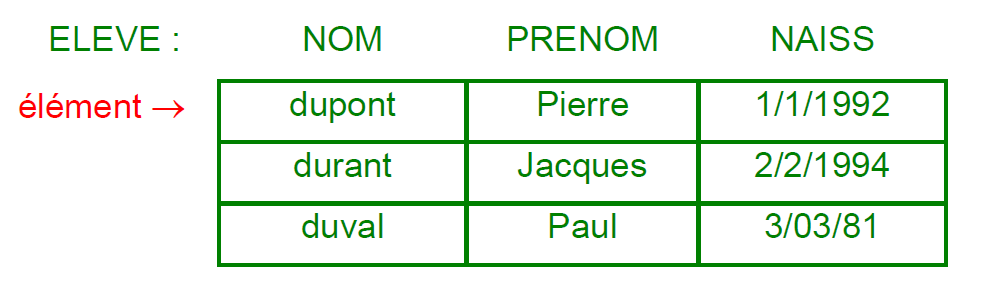 ELEVE : NOM PRENOM NAISS
élément → dupont Pierre 1/1/1992
durant Jacques 2/2/1994
duval Paul 3/03/81